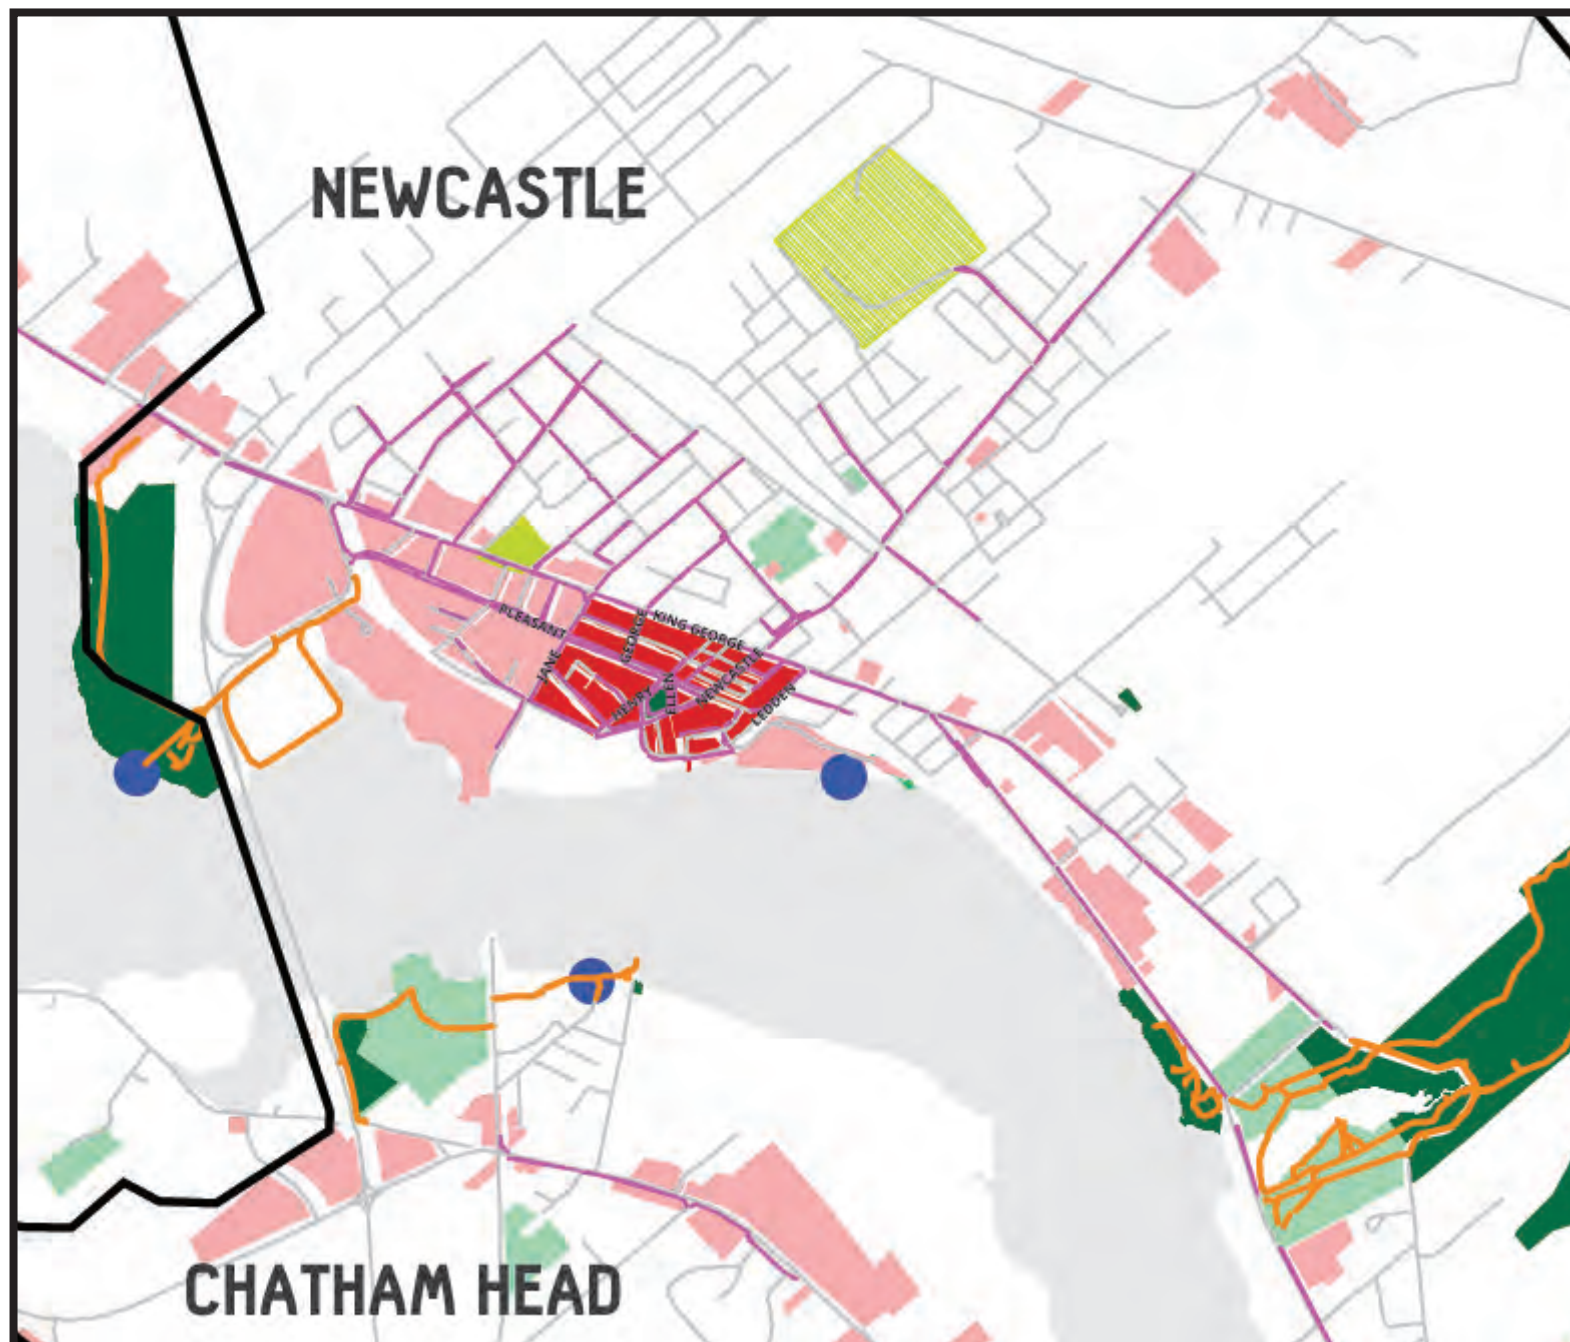 NEWCASTLE
PLEASANT
GEORGE
KING GEORGE
JANE
HENRY
ELLEN
NEWCASTLE
LEDDEN
CHATHAM HEAD